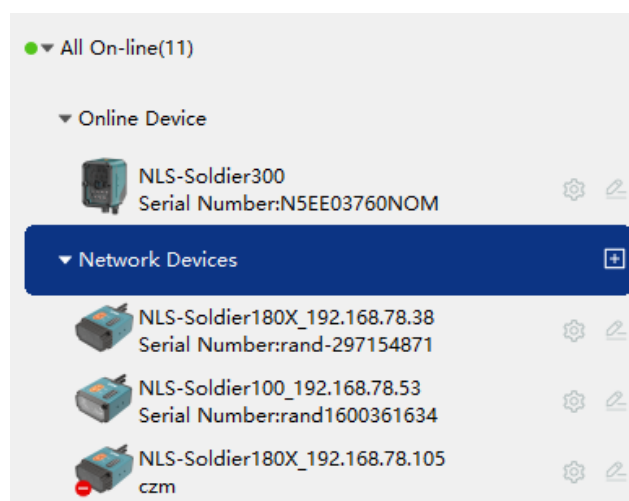 All On-line(11)
Online Device
NLS-Soldier300
Serial Number:N5EE03760NOM
Network Devices
NLS-Soldier180X_192.168.78.38
Serial Number:rand-297154871
NLS-Soldier100_192.168.78.53
Serial Number:rand1600361634
NLS-Soldier180X_192.168.78.105
czm